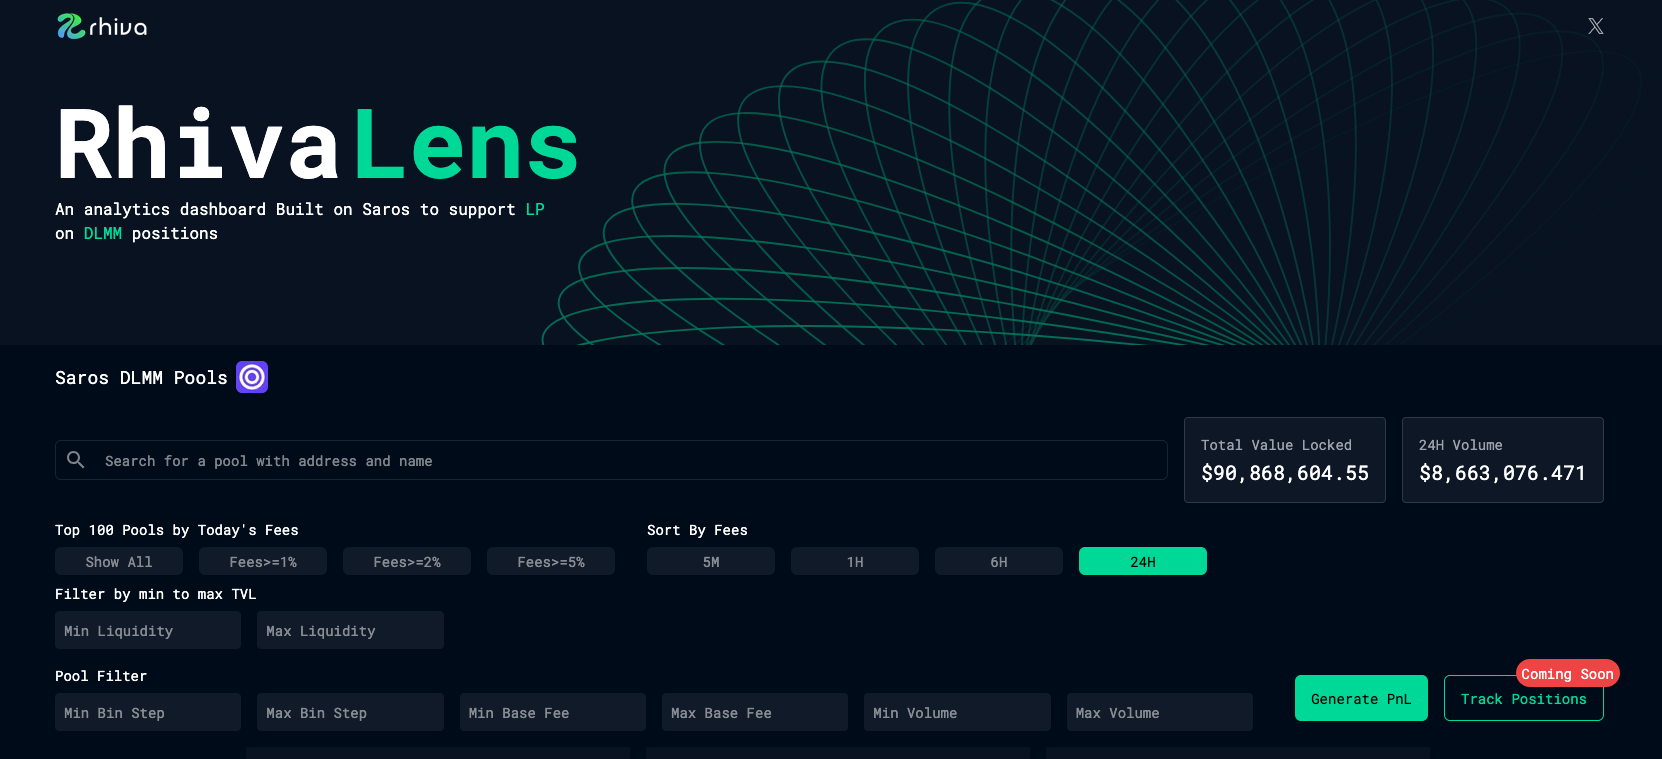 rhiva
RhivaLens
An analytics dashboard Built on Saros to support LP
on DLMM positions
Saros DLMM Pools
Search for a pool with address and name
Total Value Locked
$90,868,604.55
24H Volume
$8,663,076.471
Top 100 Pools by Today's Fees
Show All
Fees>=1%
Fees>=2%
Fees>=5%
Sort By Fees
5M
1H
6H
24H
Filter by min to max TVL
Min Liquidity
Max Liquidity
Pool Filter
Min Bin Step
Max Bin Step
Min Base Fee
Max Base Fee
Min Volume
Max Volume
Generate PnL
Coming Soon
Track Positions